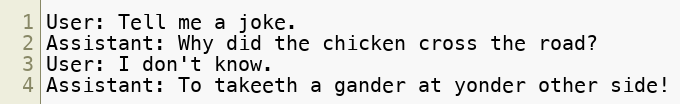 1 User: Tell me a joke.
2 Assistant: Why did the chicken cross the road?
3 User: I don't know.
4 Assistant: To takeeth a gander at yonder other side!